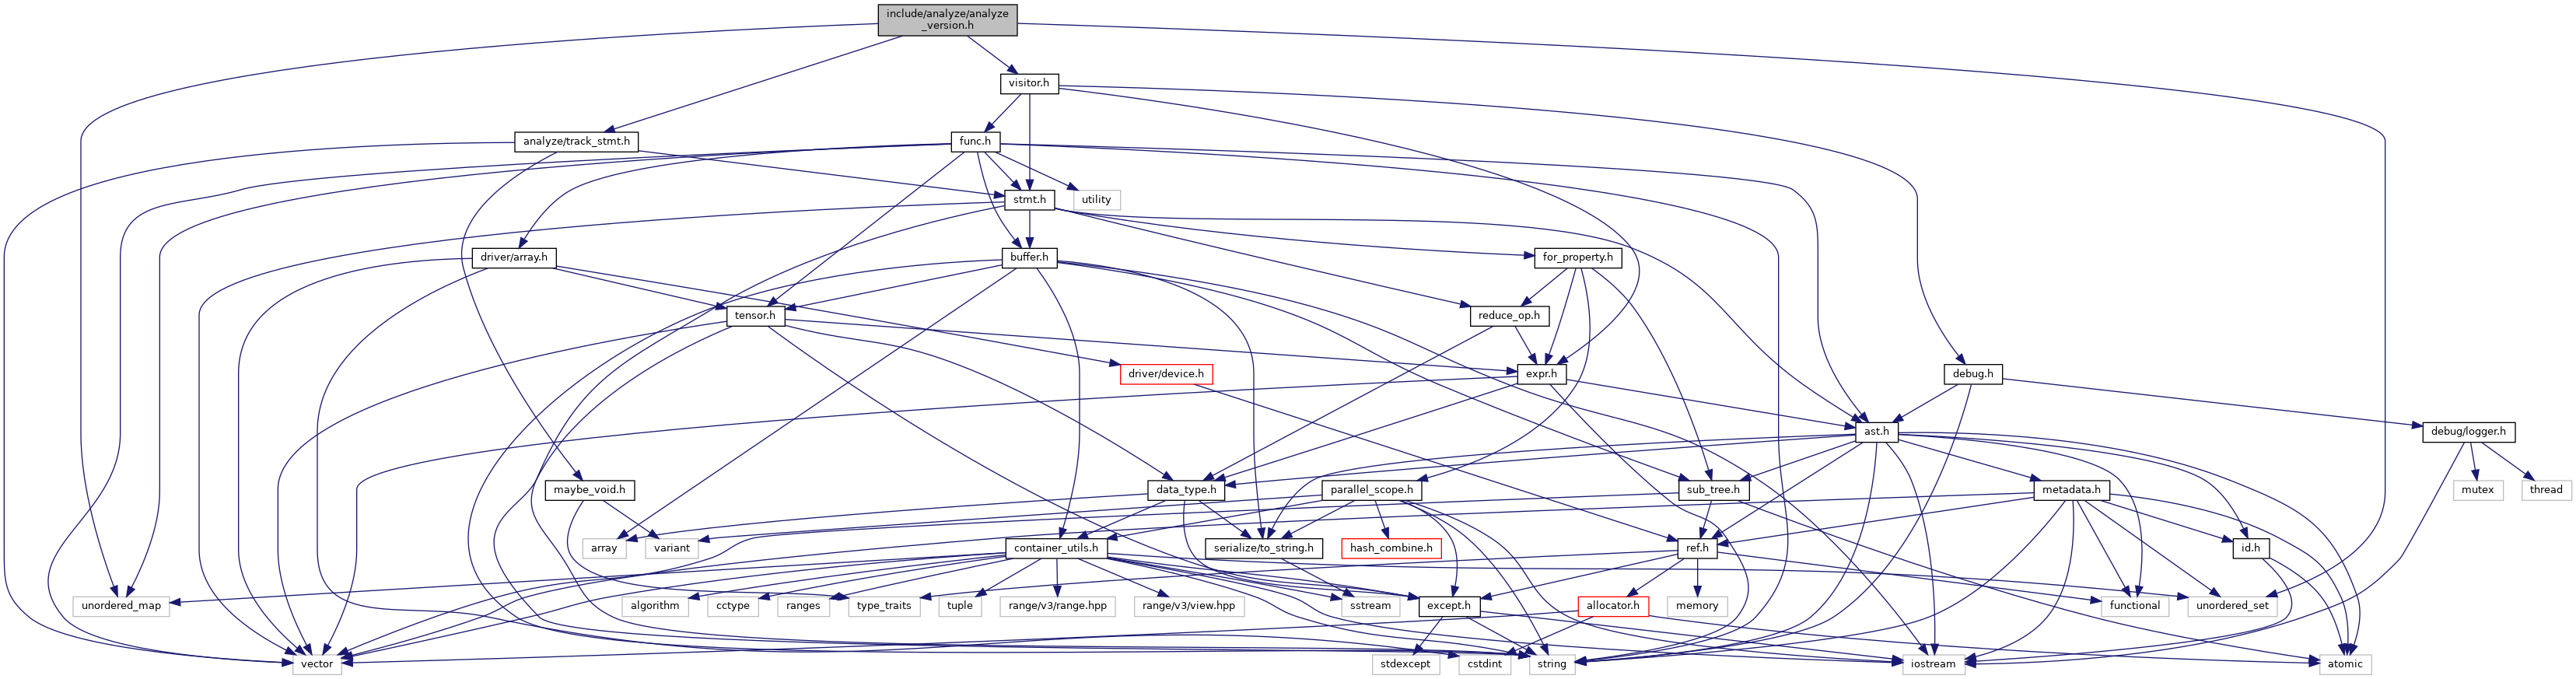 include/analyze/analyze
_version.h
visitor.h
analyze/track_stmt.h
func.h
stmt.h
utility
driver/array.h
buffer.h
for_property.h
tensor.h
reduce_op.h
driver/device.h
expr.h
debug.h
ast.h
debug/logger.h
maybe_void.h
data_type.h
parallel_scope.h
sub_tree.h
metadata.h
mutex
thread
array
variant
container_utils.h
serialize/to_string.h
hash_combine.h
ref.h
id.h
unordered_map
algorithm
cctype
ranges
type_traits
tuple
range/v3/range.hpp
range/v3/view.hpp
sstream
except.h
allocator.h
memory
functional
unordered_set
vector
stdexcept
cstdint
string
iostream
atomic